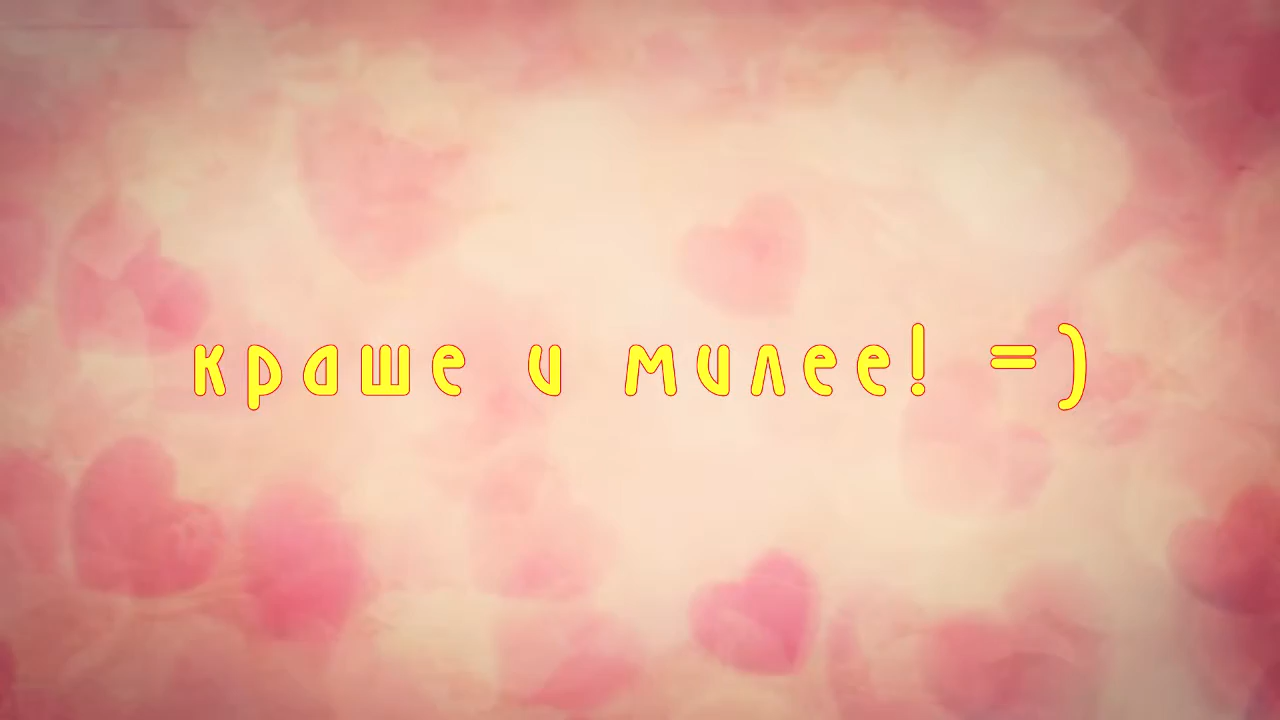 краше и милее! =)